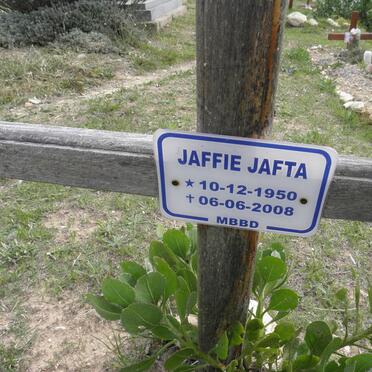 JAFFIE JAFTA
★ 10-12-1950
† 06-06-2008
MBBD